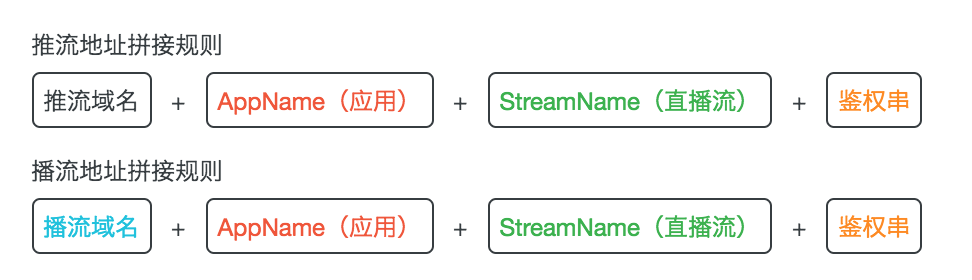 推流地址拼接规则
推流域名 + AppName（应用） + StreamName（直播流） + 鉴权串
播流地址拼接规则
播流域名 + AppName（应用） + StreamName（直播流） + 鉴权串